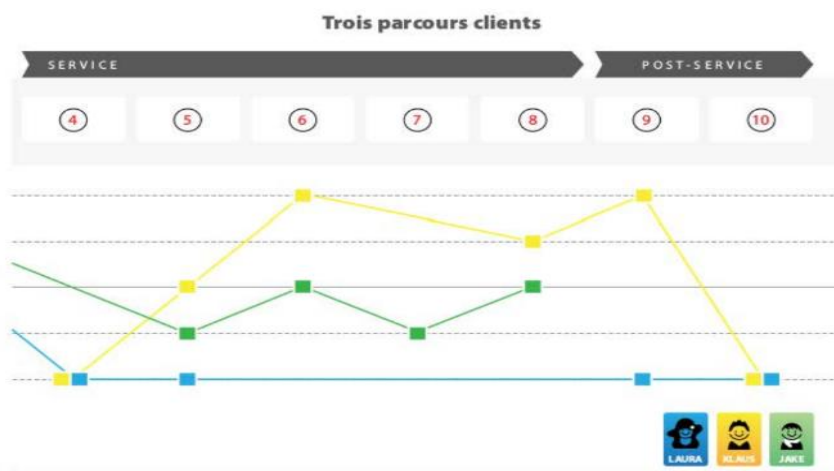 Trois parcours clients
SERVICE POST-SERVICE
4 5 6 7 8 9 10
LAURA KLAUS JAKE